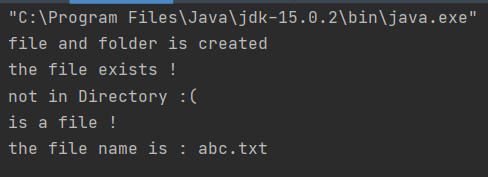 "C:\Program Files\Java\jdk-15.0.2\bin\java.exe"
file and folder is created
the file exists !
not in Directory :(
is a file !
the file name is : abc.txt